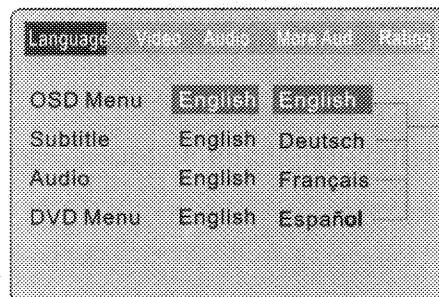 Language Video Audio More Aud. Rating
OSD Menu English English
Subtitle English Deutsch
Audio English Français
DVD Menu English Español